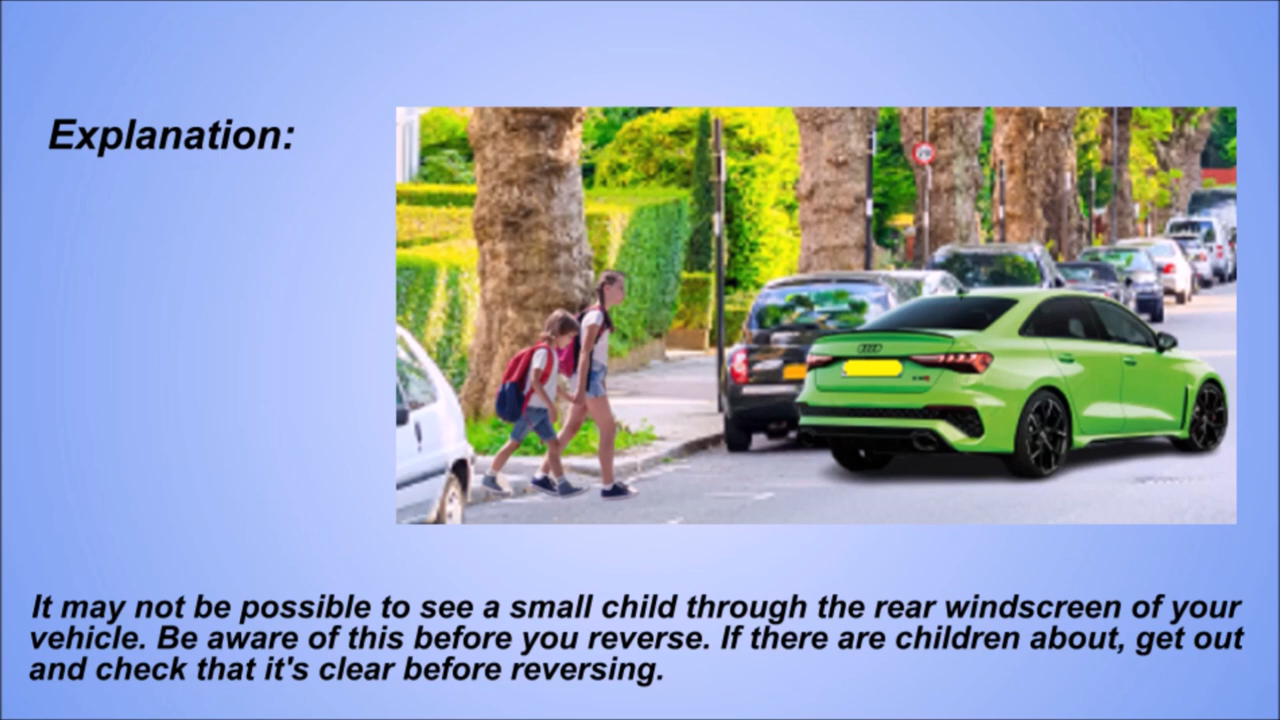 Explanation:
It may not be possible to see a small child through the rear windscreen of your
vehicle. Be aware of this before you reverse. If there are children about, get out
and check that it's clear before reversing.